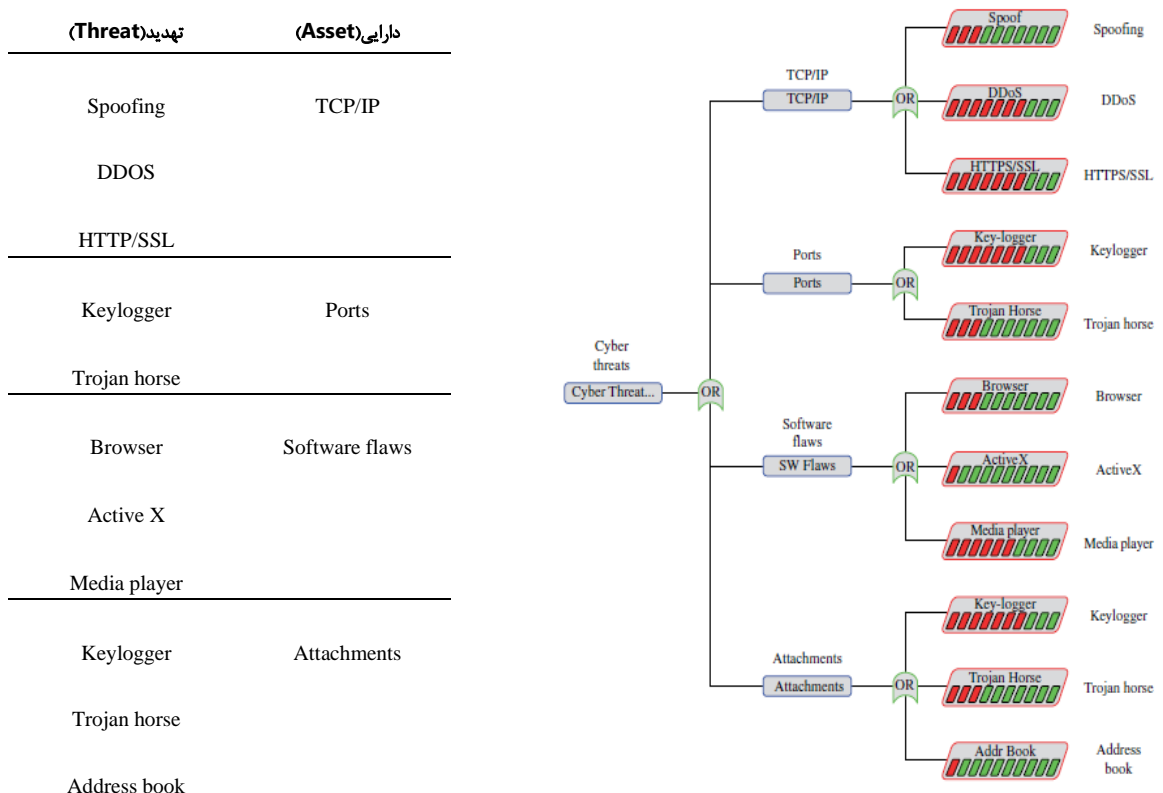 دارایی(Asset) تهدید(Threat)
Spoofing TCP/IP
DDOS
HTTP/SSL
Keylogger Ports
Trojan horse
Browser Software flaws
Active X
Media player
Keylogger Attachments
Trojan horse
Address book
Cyber
threats
Cyber Threat...
OR
TCP/IP
TCP/IP
OR
Spoof
Spoofing
DDoS
DDoS
HTTPS/SSL
HTTPS/SSL
Ports
Ports
OR
Key-logger
Keylogger
Trojan Horse
Trojan horse
Software
flaws
SW Flaws
OR
Browser
Browser
ActiveX
ActiveX
Media player
Media player
Attachments
Attachments
OR
Key-logger
Keylogger
Trojan Horse
Trojan horse
Addr Book
Address
book